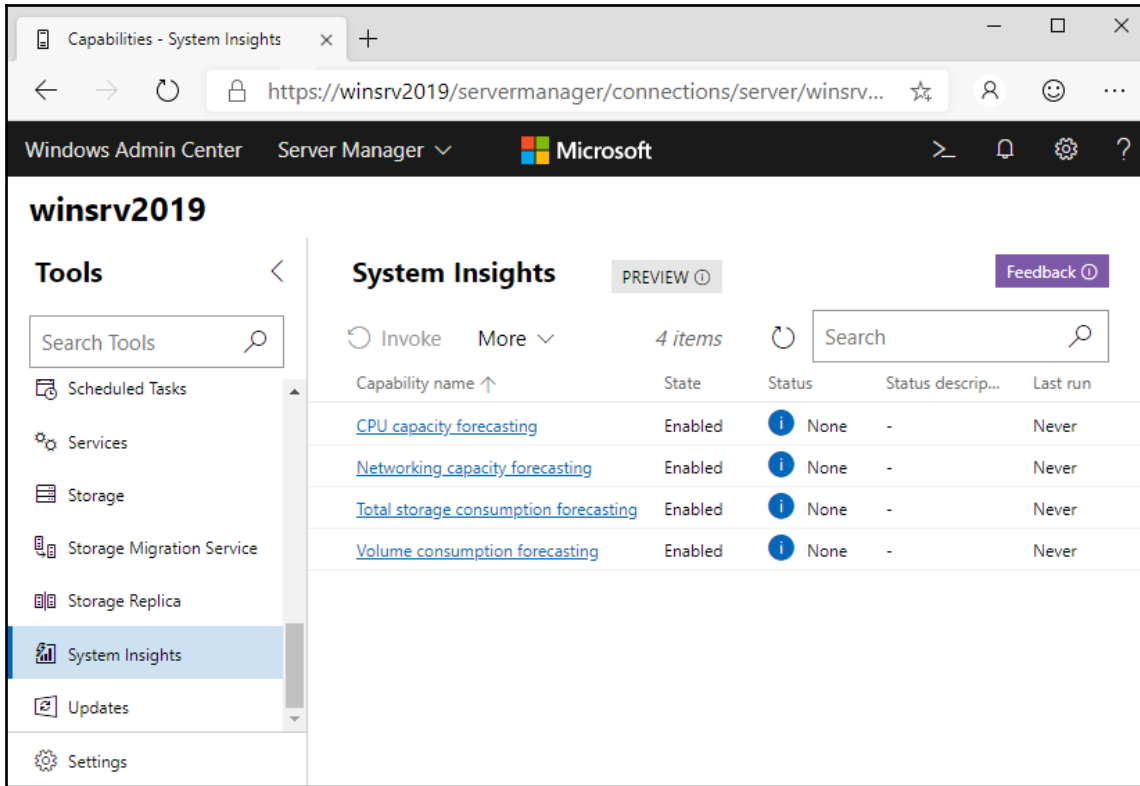 Capabilities - System Insights
https://winsrv2019/servermanager/connections/server/winsrv...
Windows Admin Center Server Manager Microsoft >_ ?
winsrv2019
Tools
Search Tools
Scheduled Tasks
Services
Storage
Storage Migration Service
Storage Replica
System Insights
Updates
Settings
System Insights PREVIEW Feedback
Invoke More 4 items Search
Capability name State Status Status descrip... Last run
CPU capacity forecasting Enabled None - Never
Networking capacity forecasting Enabled None - Never
Total storage consumption forecasting Enabled None - Never
Volume consumption forecasting Enabled None - Never